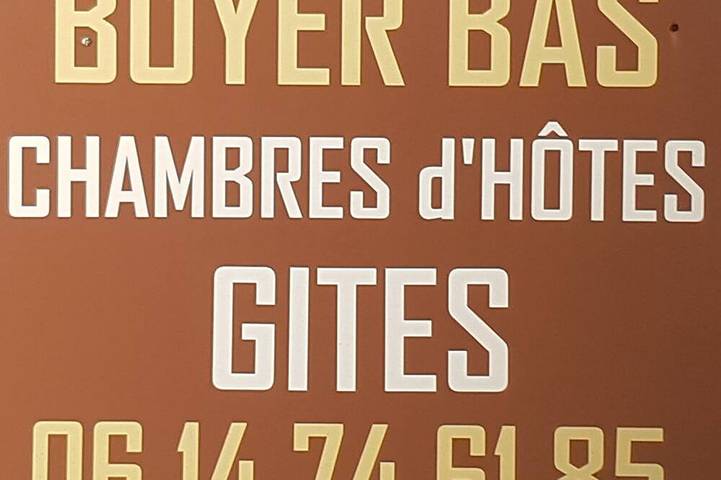 BOYER BAS
CHAMBRES d'HÔTES
GITES
06 14 74 61 85